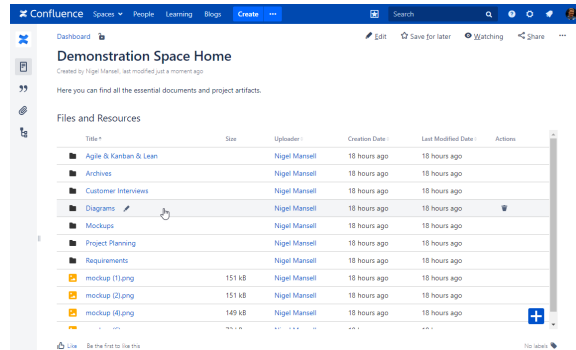 Confluence Spaces People Learning Blogs Create ••• Search
Dashboard Edit Save for later Watching Share •••
Demonstration Space Home
Created by Nigel Mansell, last modified just a moment ago
Here you can find all the essential documents and project artifacts.
Files and Resources
Title Size Uploader Creation Date Last Modified Date Actions
Agile & Kanban & Lean Nigel Mansell 18 hours ago 18 hours ago
Archives Nigel Mansell 18 hours ago 18 hours ago
Customer Interviews Nigel Mansell 18 hours ago 18 hours ago
Diagrams Nigel Mansell 18 hours ago 18 hours ago
Mockups Nigel Mansell 18 hours ago 18 hours ago
Project Planning Nigel Mansell 18 hours ago 18 hours ago
Requirements Nigel Mansell 18 hours ago 18 hours ago
mockup (1).png 151 kB Nigel Mansell 18 hours ago 18 hours ago
mockup (2).png 151 kB Nigel Mansell 18 hours ago 18 hours ago
mockup (4).png 149 kB Nigel Mansell 18 hours ago 18 hours ago
Like Be the first to like this No labels